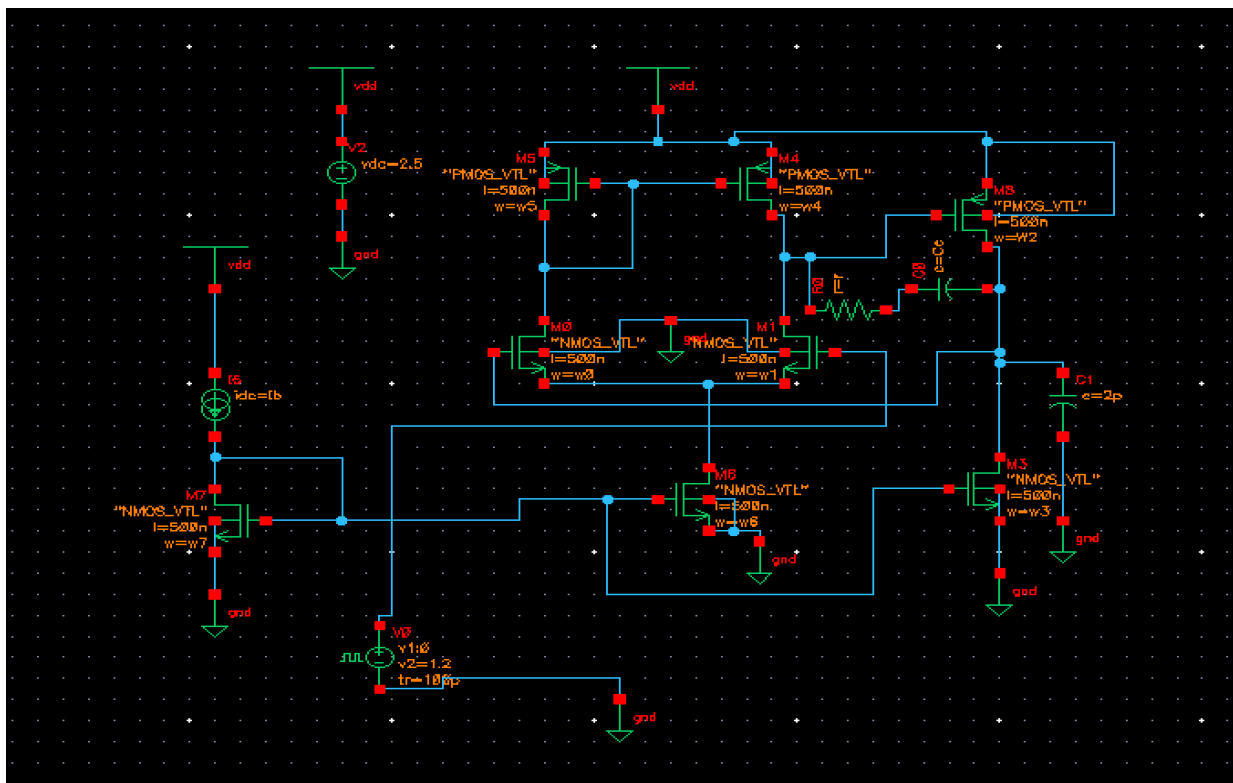 vdd
vdd
V2
vdc=2.5
gnd
vdd
I6
idc=Ib
M7
"NMOS_VTL"
l=500n
w=w7
gnd
M5
"PMOS_VTL"
l=500n
w=w5
M4
"PMOS_VTL"
l=500n
w=w4
M8
"PMOS_VTL"
l=500n
w=W2
R0
r=r
C0
c=Cc
M0
"NMOS_VTL"
l=500n
w=w0
gnd
M1
"NMOS_VTL"
l=500n
w=w1
C1
c=2p
gnd
M6
"NMOS_VTL"
l=500n
w=w6
gnd
M3
"NMOS_VTL"
l=500n
w=w3
gnd
V0
v1:0
v2=1.2
tr=100p
gnd